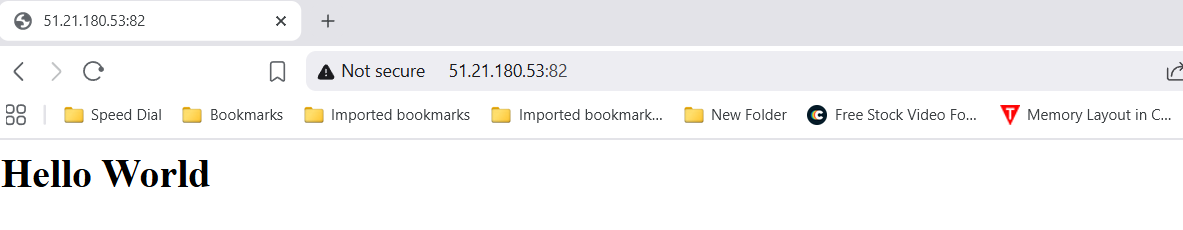 51.21.180.53:82
Not secure 51.21.180.53:82
Speed Dial Bookmarks Imported bookmarks Imported bookmark... New Folder Free Stock Video Fo... T Memory Layout in C...
Hello World